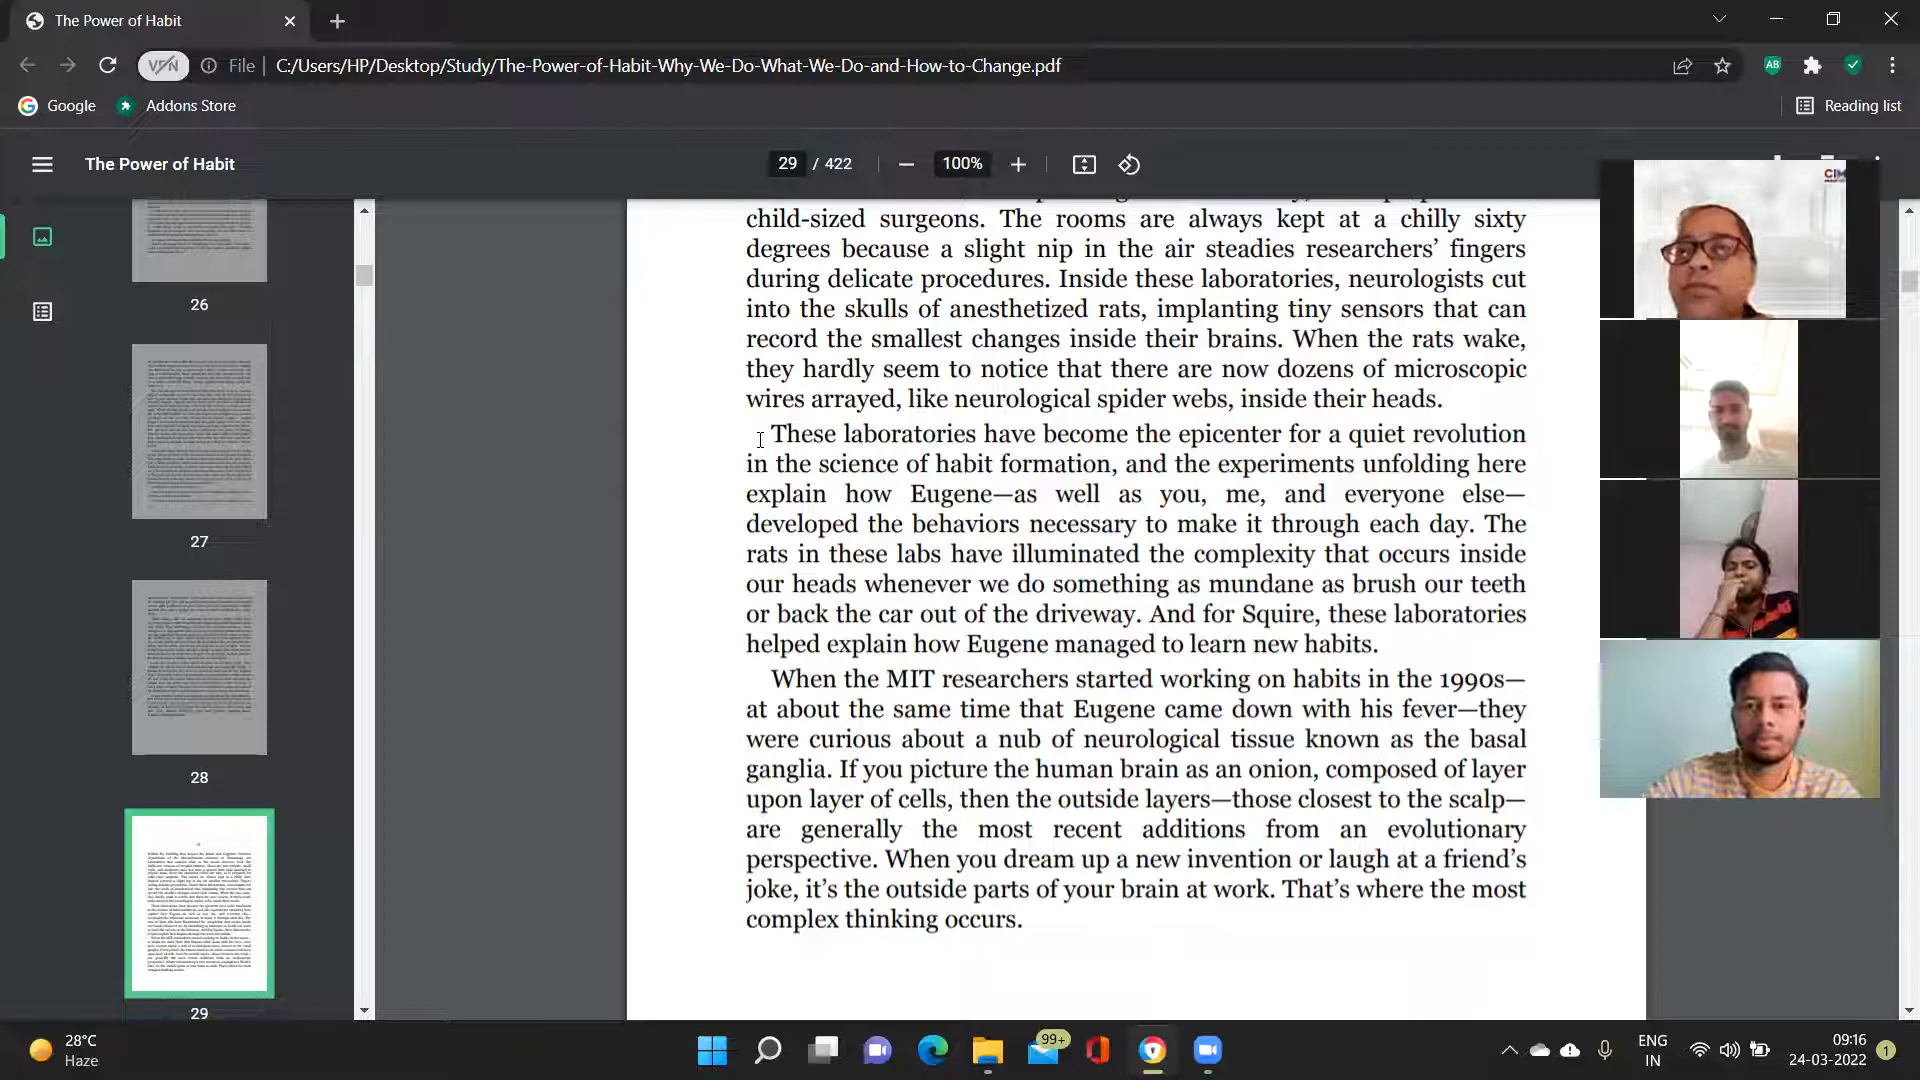 The Power of Habit
VPN
File
C:/Users/HP/Desktop/Study/The-Power-of-Habit-Why-We-Do-What-We-Do-and-How-to-Change.pdf
AB
Google
Addons Store
Reading list
The Power of Habit
29 / 422
100%
child-sized surgeons. The rooms are always kept at a chilly sixty
degrees because a slight nip in the air steadies researchers’ fingers
during delicate procedures. Inside these laboratories, neurologists cut
into the skulls of anesthetized rats, implanting tiny sensors that can
record the smallest changes inside their brains. When the rats wake,
they hardly seem to notice that there are now dozens of microscopic
wires arrayed, like neurological spider webs, inside their heads.
These laboratories have become the epicenter for a quiet revolution
in the science of habit formation, and the experiments unfolding here
explain how Eugene—as well as you, me, and everyone else—
developed the behaviors necessary to make it through each day. The
rats in these labs have illuminated the complexity that occurs inside
our heads whenever we do something as mundane as brush our teeth
or back the car out of the driveway. And for Squire, these laboratories
helped explain how Eugene managed to learn new habits.
When the MIT researchers started working on habits in the 1990s—
at about the same time that Eugene came down with his fever—they
were curious about a nub of neurological tissue known as the basal
ganglia. If you picture the human brain as an onion, composed of layer
upon layer of cells, then the outside layers—those closest to the scalp—
are generally the most recent additions from an evolutionary
perspective. When you dream up a new invention or laugh at a friend’s
joke, it’s the outside parts of your brain at work. That’s where the most
complex thinking occurs.
26
27
28
29
28°C
Haze
99+
ENG
IN
09:16
24-03-2022
1